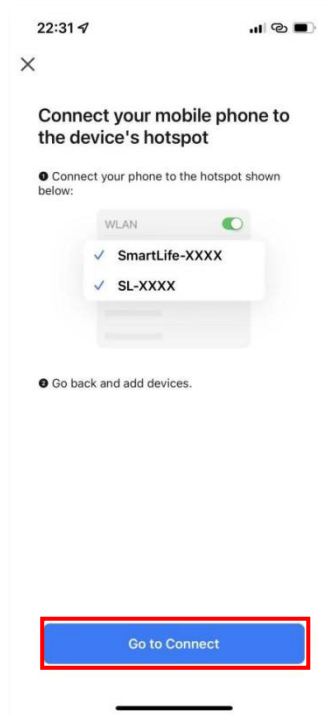 22:31
Connect your mobile phone to
the device's hotspot
❶ Connect your phone to the hotspot shown
below:
WLAN
✓ SmartLife-XXXX
✓ SL-XXXX
❷ Go back and add devices.
Go to Connect